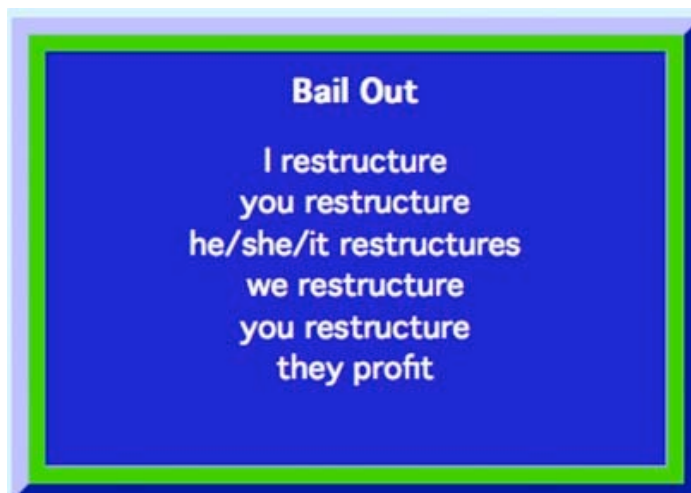 Bail Out
I restructure
you restructure
he/she/it restructures
we restructure
you restructure
they profit